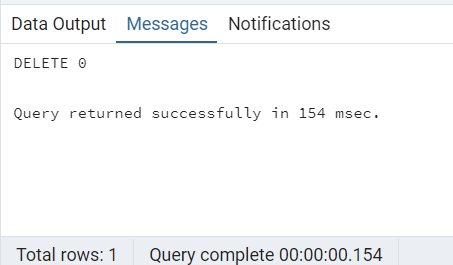 Data Output Messages Notifications
DELETE 0
Query returned successfully in 154 msec.
Total rows: 1 Query complete 00:00:00.154